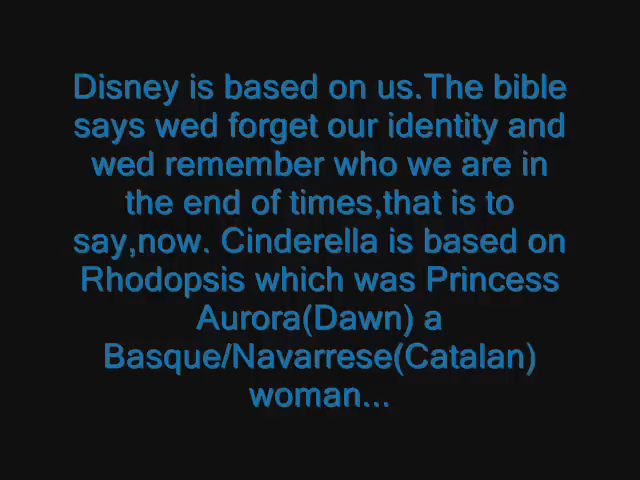 Disney is based on us.The bible
says wed forget our identity and
wed remember who we are in
the end of times,that is to
say,now. Cinderella is based on
Rhodopsis which was Princess
Aurora(Dawn) a
Basque/Navarrese(Catalan)
woman...